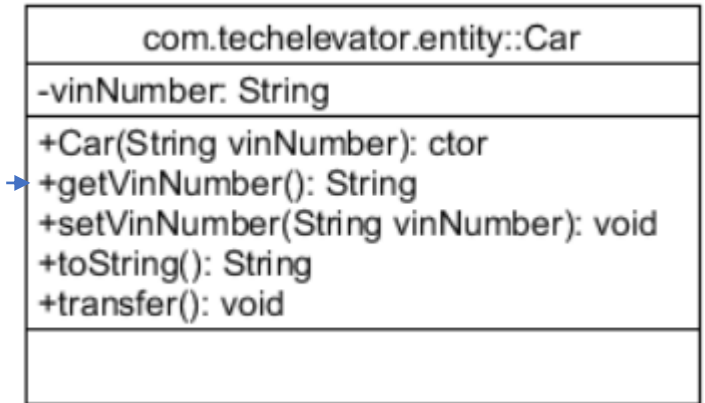 com.techelevator.entity::Car
-vinNumber: String
+Car(String vinNumber): ctor
+getVinNumber(): String
+setVinNumber(String vinNumber): void
+toString(): String
+transfer(): void